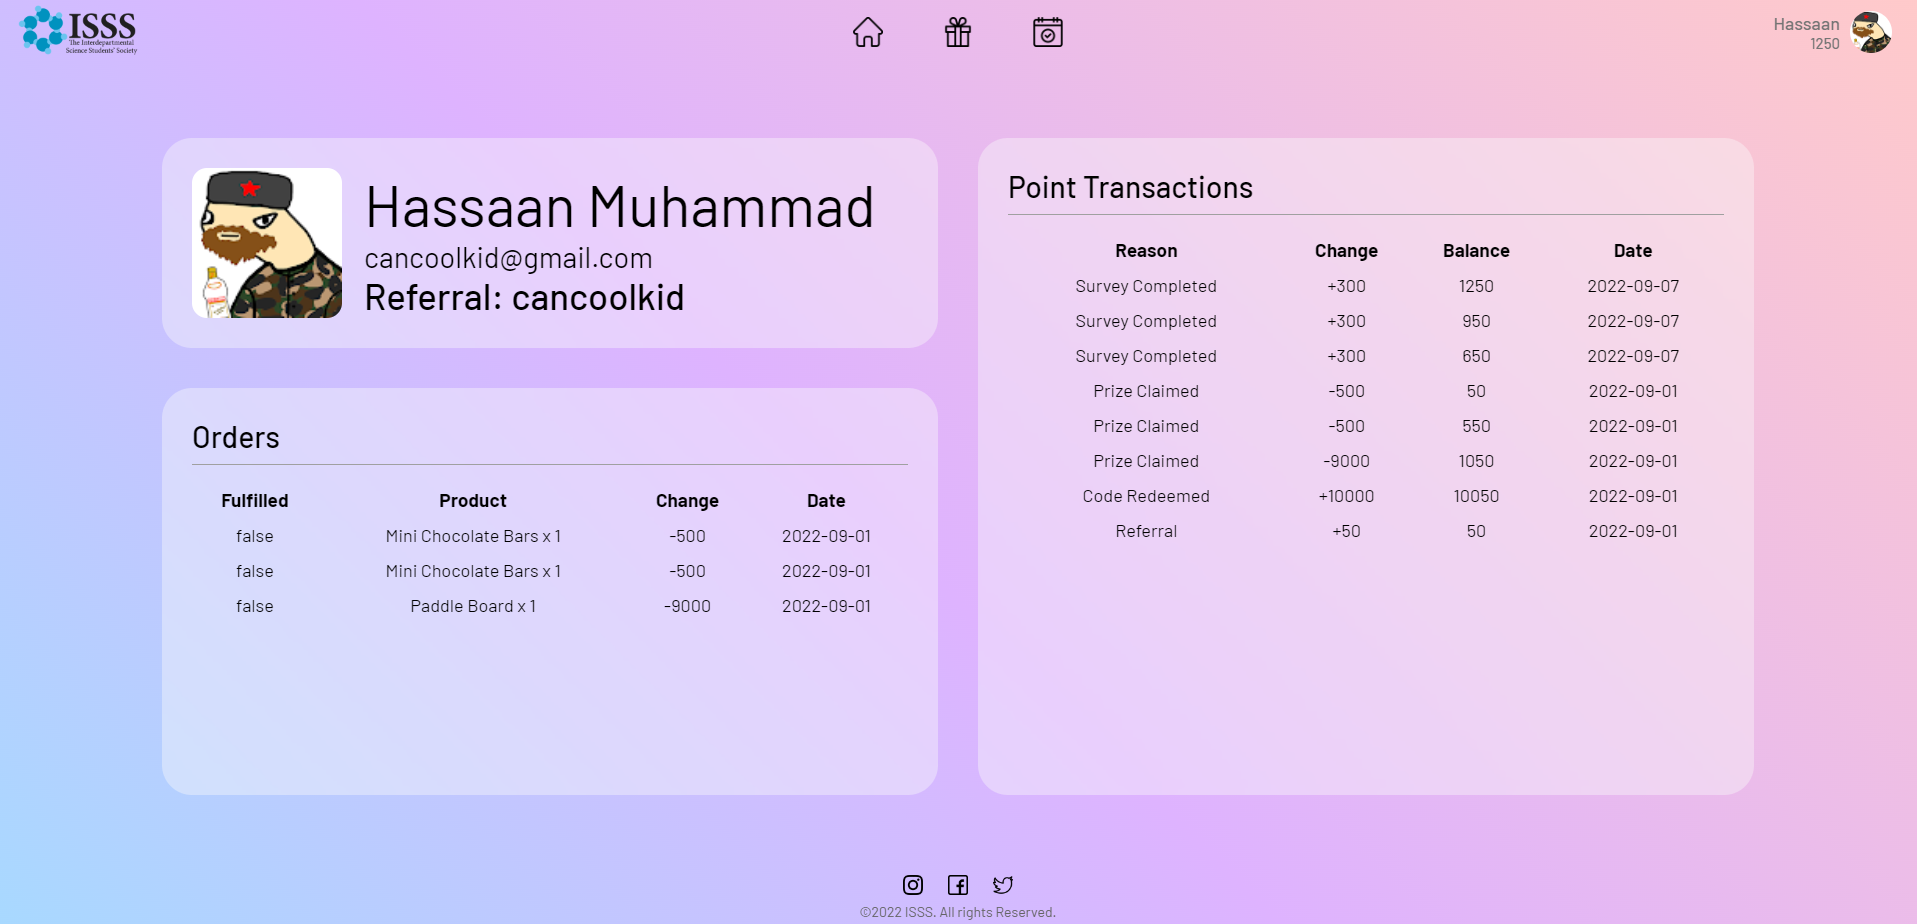 ISSS
The Interdepartmental
Science Students' Society
Hassaan
1250
Hassaan Muhammad
cancoolkid@gmail.com
Referral: cancoolkid
Orders
Fulfilled Product Change Date
false Mini Chocolate Bars x 1 -500 2022-09-01
false Mini Chocolate Bars x 1 -500 2022-09-01
false Paddle Board x 1 -9000 2022-09-01
Point Transactions
Reason Change Balance Date
Survey Completed +300 1250 2022-09-07
Survey Completed +300 950 2022-09-07
Survey Completed +300 650 2022-09-07
Prize Claimed -500 50 2022-09-01
Prize Claimed -500 550 2022-09-01
Prize Claimed -9000 1050 2022-09-01
Code Redeemed +10000 10050 2022-09-01
Referral +50 50 2022-09-01
©2022 ISSS. All rights Reserved.